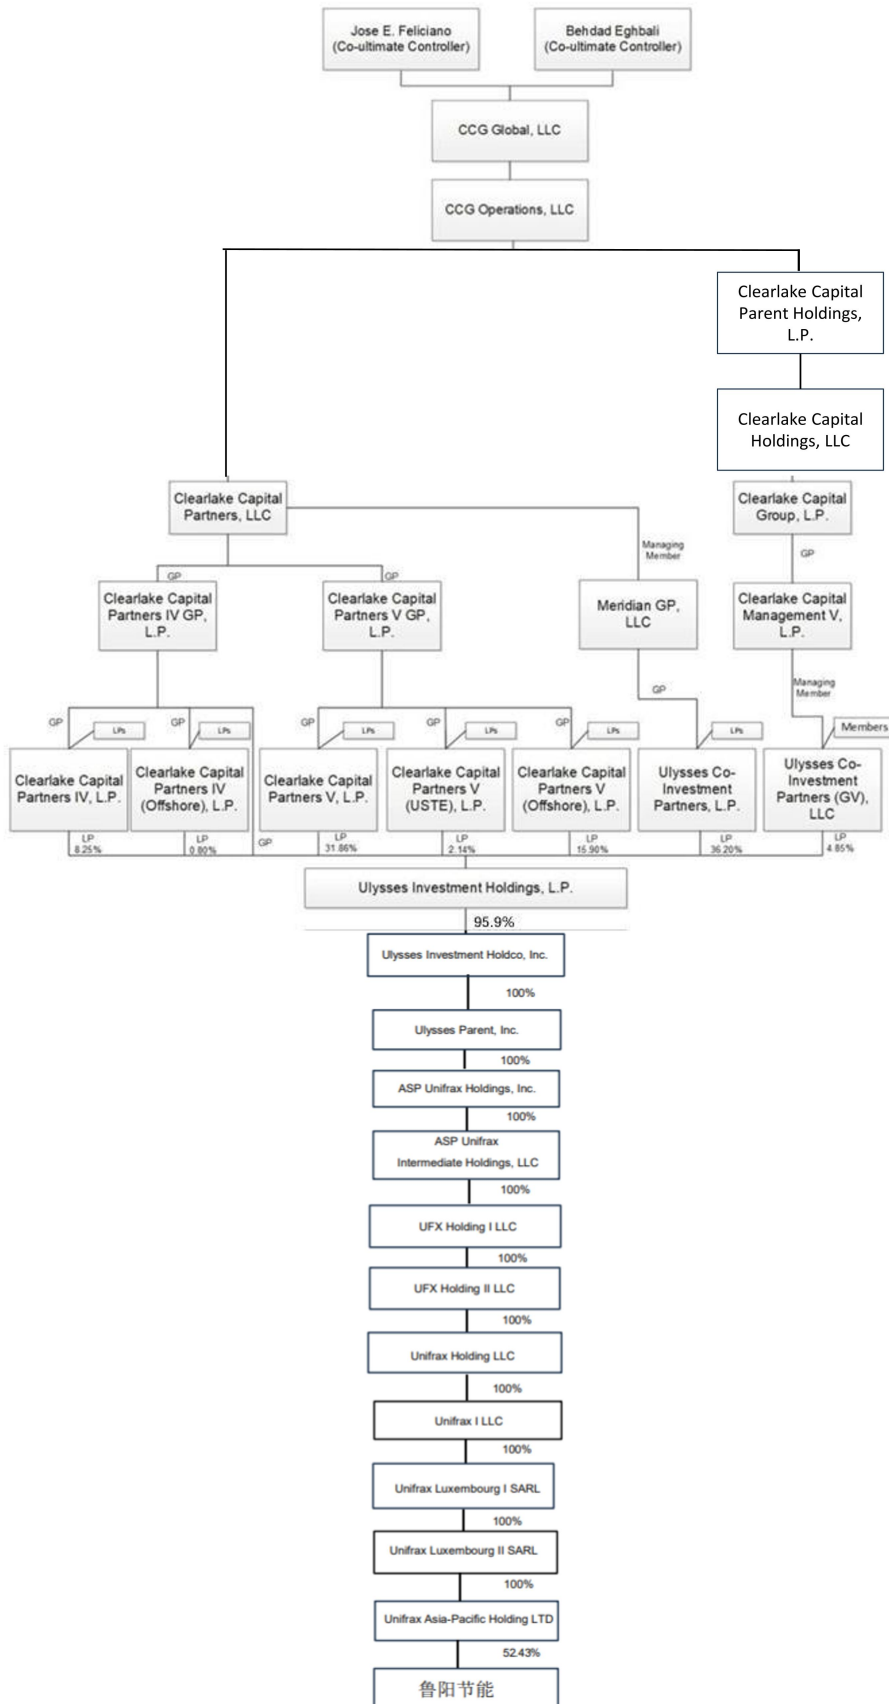 Jose E. Feliciano
(Co-ultimate Controller)
Behdad Eghbali
(Co-ultimate Controller)
CCG Global, LLC
CCG Operations, LLC
Clearlake Capital
Parent Holdings,
L.P.
Clearlake Capital
Holdings, LLC
Clearlake Capital
Partners, LLC
Clearlake Capital
Group, L.P.
Managing
Member
GP
GP
GP
Clearlake Capital
Partners IV GP,
L.P.
Clearlake Capital
Partners V GP,
L.P.
Meridian GP,
LLC
Clearlake Capital
Management V,
L.P.
Managing
Member
GP
GP
GP
GP
GP
GP
LPs
LPs
LPs
LPs
LPs
LPs
Members
Clearlake Capital
Partners IV, L.P.
Clearlake Capital
Partners IV
(Offshore), L.P.
Clearlake Capital
Partners V, L.P.
Clearlake Capital
Partners V
(USTE), L.P.
Clearlake Capital
Partners V
(Offshore), L.P.
Ulysses Co-
Investment
Partners, L.P.
Ulysses Co-
Investment
Partners (GV),
LLC
LP
8.25%
LP
0.80%
GP
LP
31.86%
LP
2.14%
LP
15.90%
LP
36.20%
LP
4.85%
Ulysses Investment Holdings, L.P.
95.9%
Ulysses Investment Holdco, Inc.
100%
Ulysses Parent, Inc.
100%
ASP Unifrax Holdings, Inc.
100%
ASP Unifrax
Intermediate Holdings, LLC
100%
UFX Holding I LLC
100%
UFX Holding II LLC
100%
Unifrax Holding LLC
100%
Unifrax I LLC
100%
Unifrax Luxembourg I SARL
100%
Unifrax Luxembourg II SARL
100%
Unifrax Asia-Pacific Holding LTD
52.43%
鲁阳节能